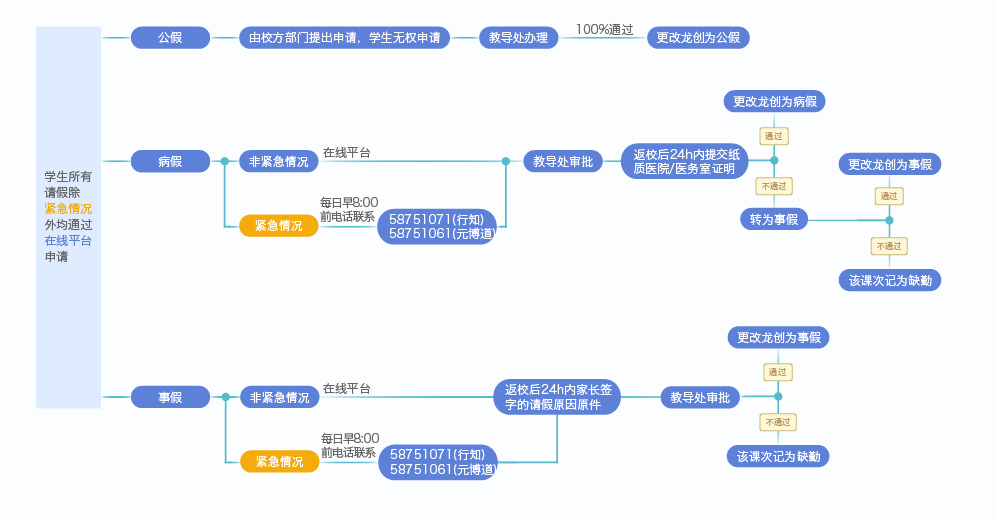 学生所有
请假除
紧急情况
外均通过
在线平台
申请
公假
由校方部门提出申请，学生无权申请
教导处办理
100%通过
更改龙创为公假
病假
非紧急情况
在线平台
紧急情况
每日早8:00
前电话联系
58751071(行知)
58751061(元博道)
教导处审批
返校后24h内提交纸
质医院/医务室证明
更改龙创为病假
通过
不通过
转为事假
更改龙创为事假
通过
不通过
该课次记为缺勤
事假
非紧急情况
在线平台
紧急情况
每日早8:00
前电话联系
58751071(行知)
58751061(元博道)
返校后24h内家长签
字的请假原因原件
教导处审批
更改龙创为事假
通过
不通过
该课次记为缺勤